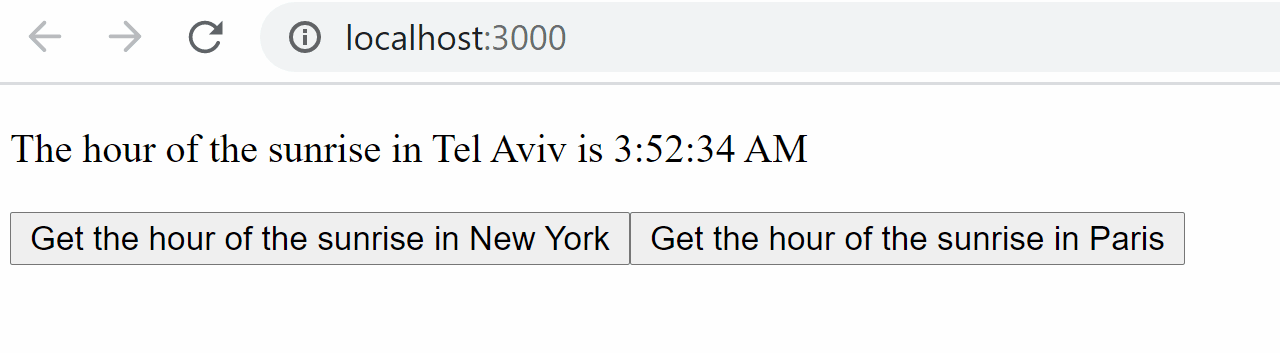 localhost:3000
The hour of the sunrise in Tel Aviv is 3:52:34 AM
Get the hour of the sunrise in New York Get the hour of the sunrise in Paris